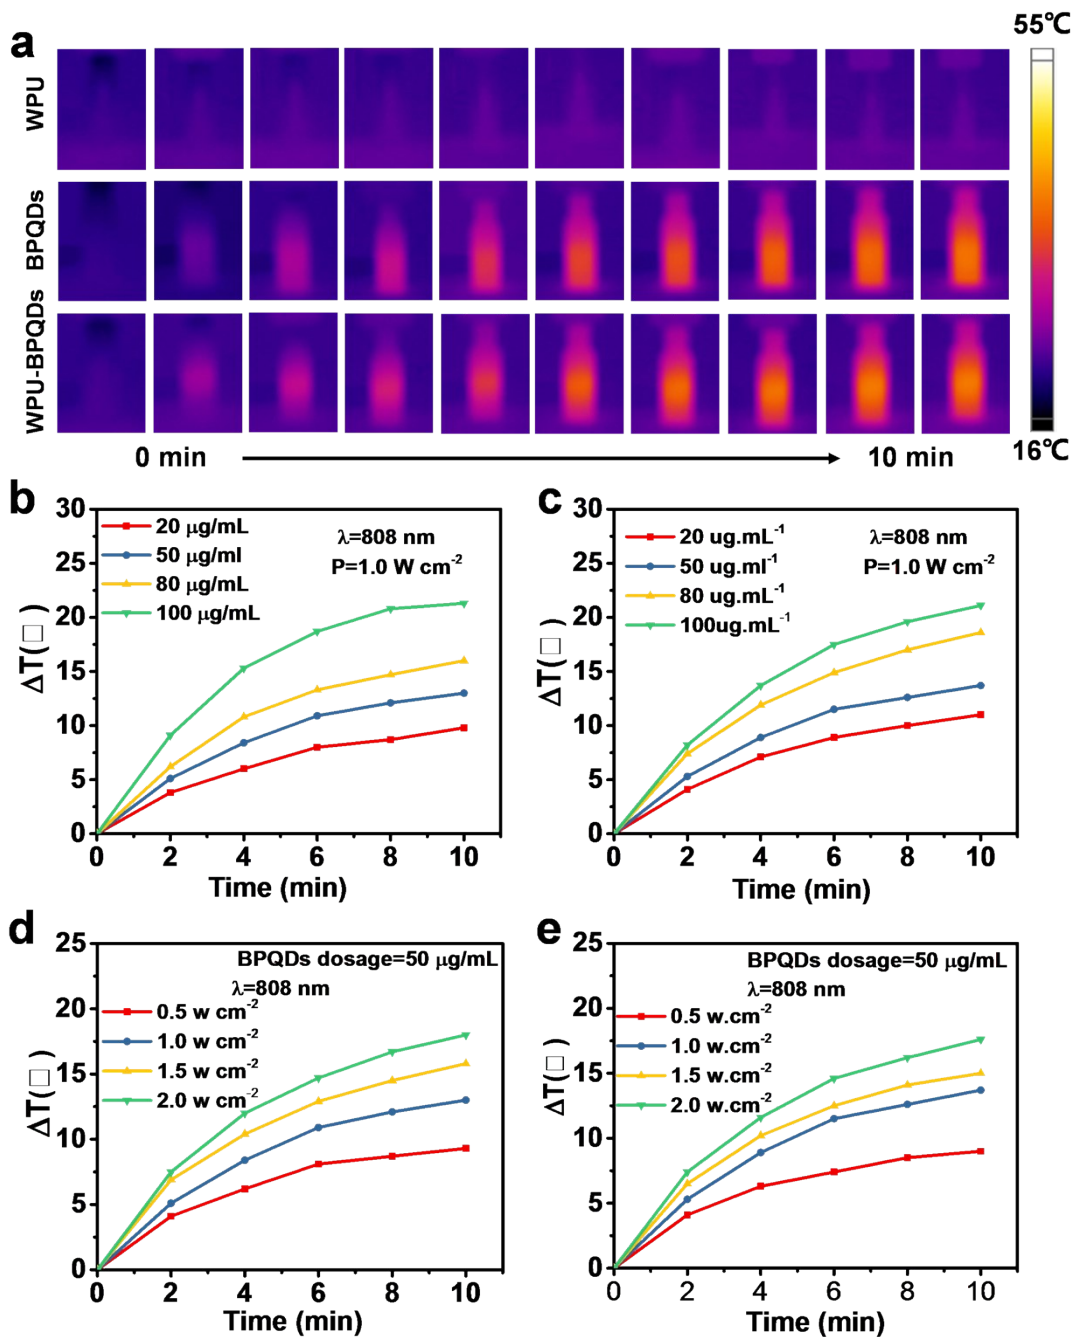 a
55℃
WPU
BPQDs
WPU-BPQDs
16℃
0 min
10 min
b
30
25
20
15
10
5
0
ΔT(□)
20 μg/mL
50 μg/ml
80 μg/mL
100 μg/mL
λ=808 nm
P=1.0 W cm⁻²
0 2 4 6 8 10
Time (min)
c
30
25
20
15
10
5
0
ΔT(□)
20 ug.mL⁻¹
50 ug.ml⁻¹
80 ug.mL⁻¹
100ug.mL⁻¹
λ=808 nm
P=1.0 W cm⁻²
0 2 4 6 8 10
Time (min)
d
25
20
15
10
5
0
ΔT(□)
BPQDs dosage=50 μg/mL
λ=808 nm
0.5 w cm⁻²
1.0 w cm⁻²
1.5 w cm⁻²
2.0 w cm⁻²
0 2 4 6 8 10
Time (min)
e
25
20
15
10
5
0
ΔT(□)
BPQDs dosage=50 μg/mL
λ=808 nm
0.5 w.cm⁻²
1.0 w.cm⁻²
1.5 w.cm⁻²
2.0 w.cm⁻²
0 2 4 6 8 10
Time (min)